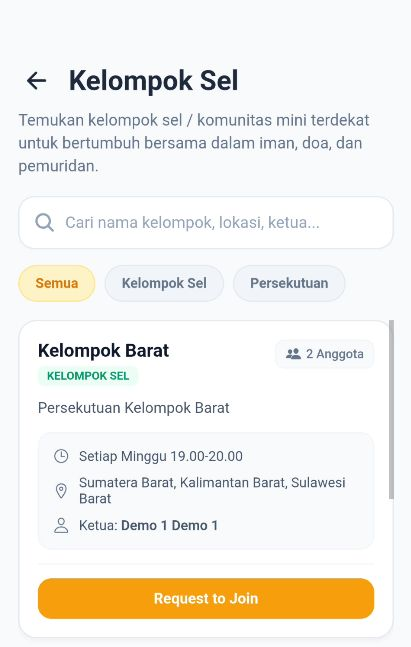 Kelompok Sel
Temukan kelompok sel / komunitas mini terdekat
untuk bertumbuh bersama dalam iman, doa, dan
pemuridan.
Cari nama kelompok, lokasi, ketua...
Semua
Kelompok Sel
Persekutuan
Kelompok Barat
2 Anggota
KELOMPOK SEL
Persekutuan Kelompok Barat
Setiap Minggu 19.00-20.00
Sumatera Barat, Kalimantan Barat, Sulawesi
Barat
Ketua: Demo 1 Demo 1
Request to Join